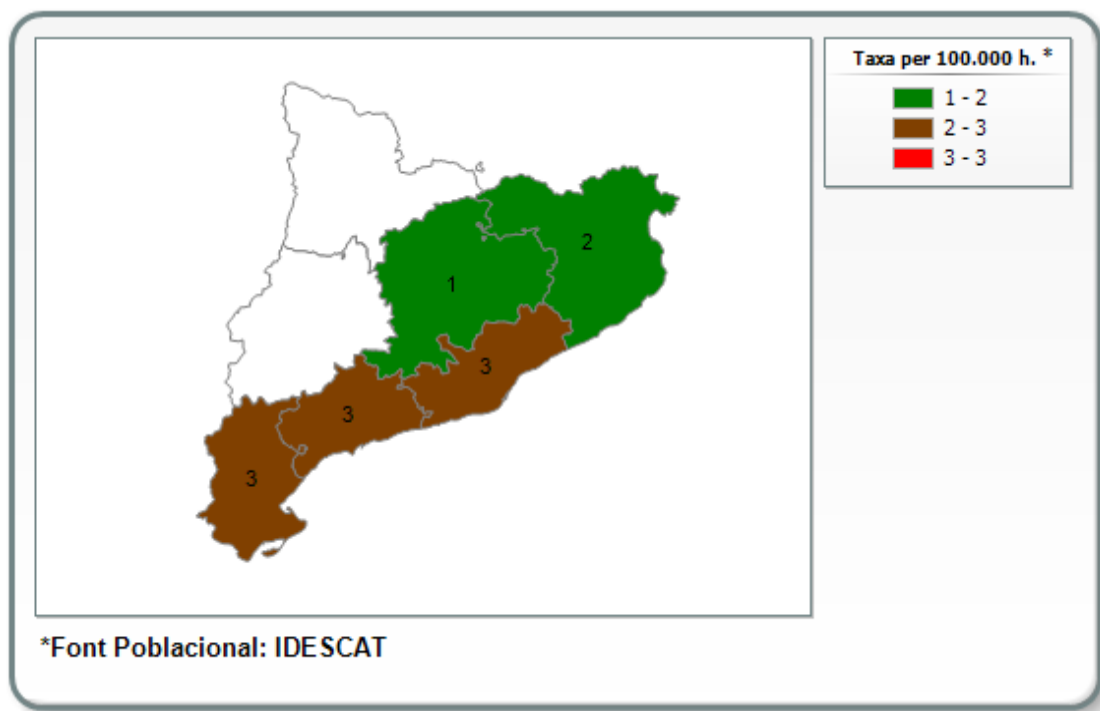 Taxa per 100.000 h. *
1 - 2
2 - 3
3 - 3
2
1
3
3
3
*Font Poblacional: IDESCAT